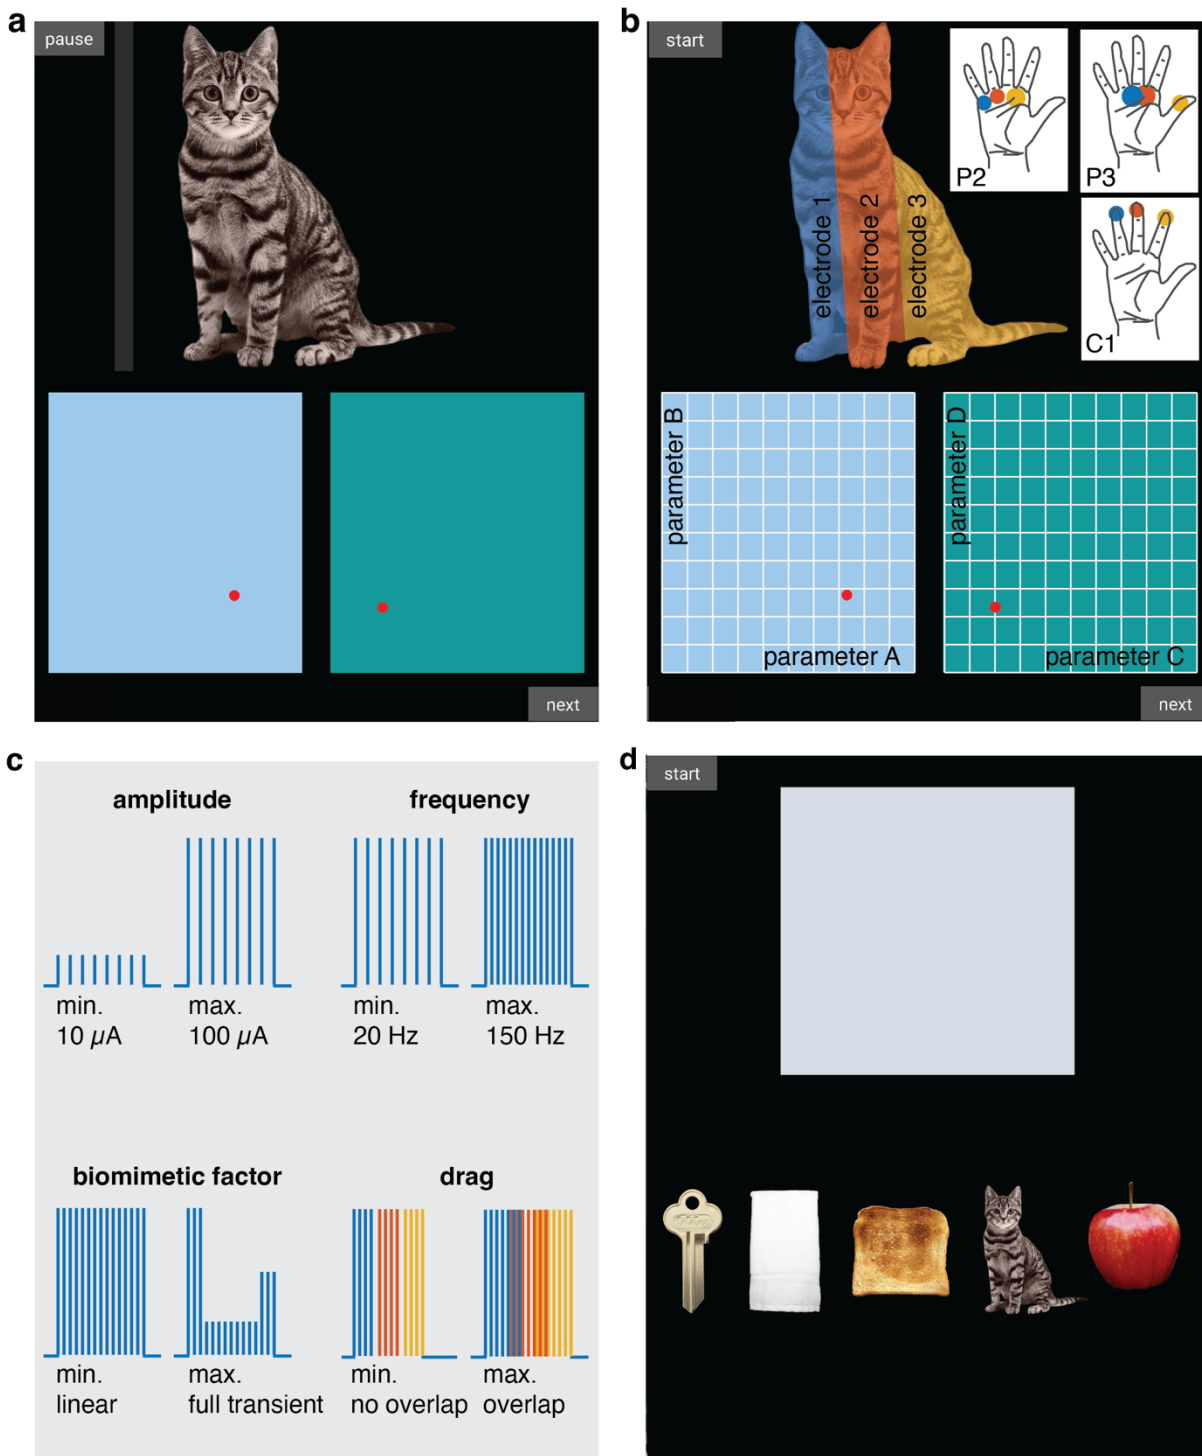 a
pause
next
b
start
electrode 1
electrode 2
electrode 3
P2
P3
C1
parameter B
parameter A
parameter D
parameter C
next
c
amplitude
min.
10 µA
max.
100 µA
frequency
min.
20 Hz
max.
150 Hz
biomimetic factor
min.
linear
max.
full transient
drag
min.
no overlap
max.
overlap
d
start